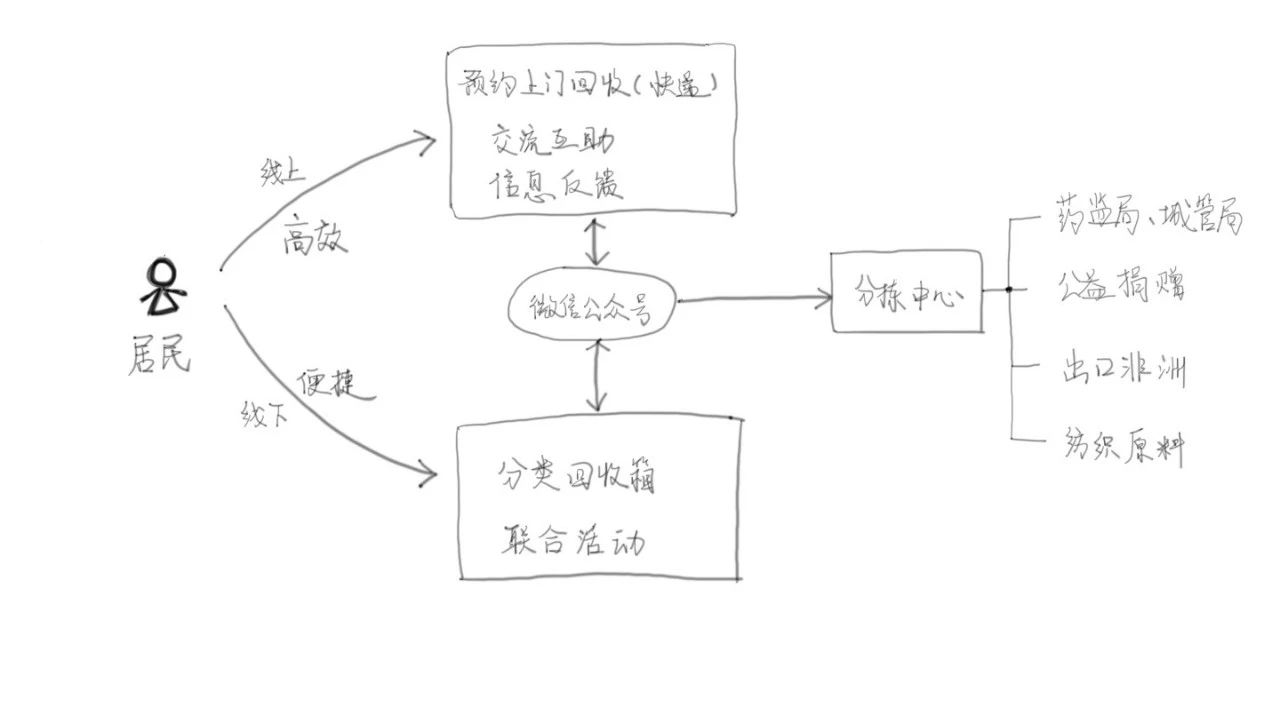 预约上门回收(快递)
交流互助
信息反馈
线上
高效
居民
微信公众号
分拣中心
药监局、城管局
公益捐赠
出口非洲
纺织原料
便捷
线下
分类回收箱
联合活动